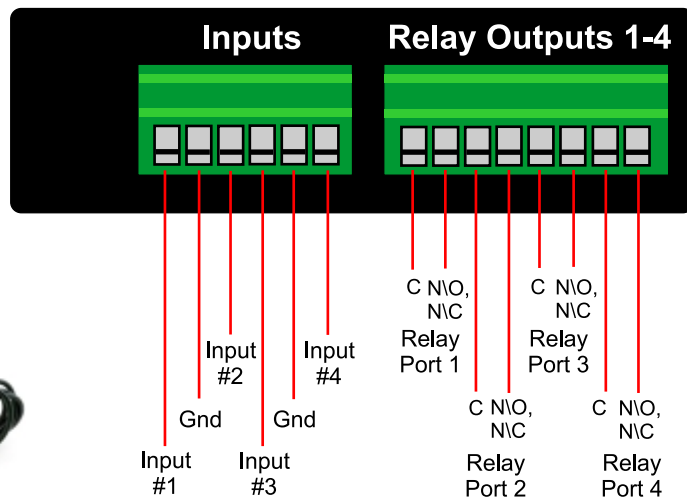 Inputs
Relay Outputs 1-4
Input
#1
Gnd
Input
#2
Input
#3
Gnd
Input
#4
C N\O,
N\C
Relay
Port 1
C N\O,
N\C
Relay
Port 2
C N\O,
N\C
Relay
Port 3
C N\O,
N\C
Relay
Port 4